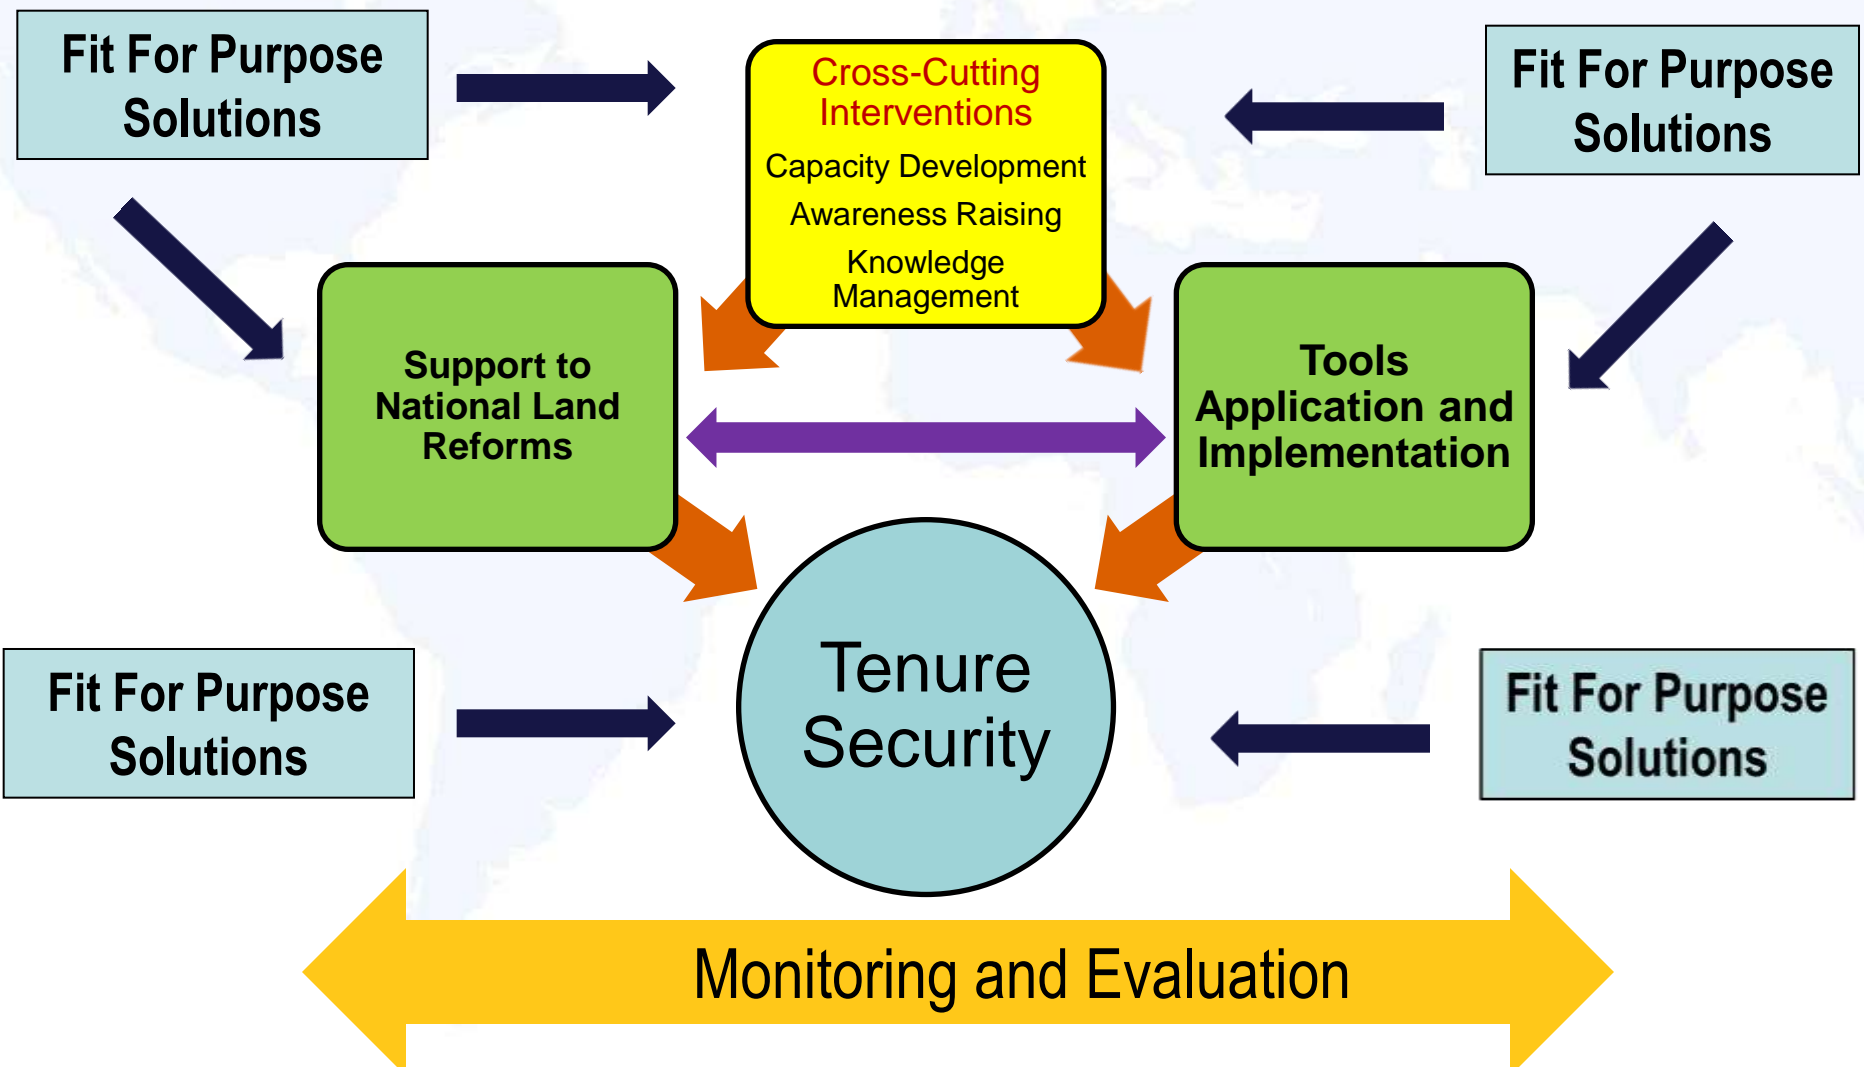 Fit For Purpose
Solutions
Cross-Cutting
Interventions
Capacity Development
Awareness Raising
Knowledge
Management
Fit For Purpose
Solutions
Support to
National Land
Reforms
Tools
Application and
Implementation
Fit For Purpose
Solutions
Tenure
Security
Fit For Purpose
Solutions
Monitoring and Evaluation